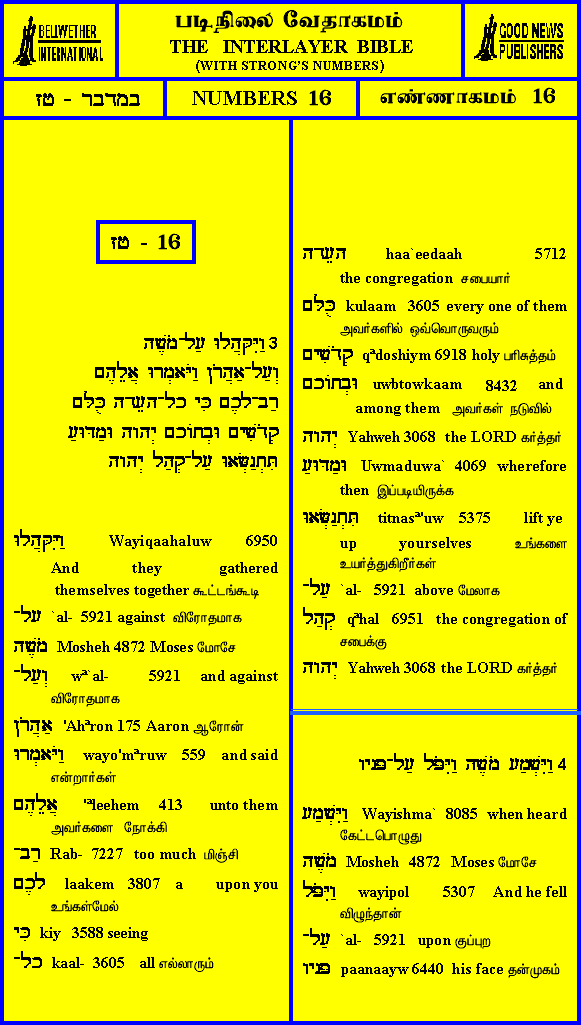 BELLWETHER
INTERNATIONAL
படிநிலை வேதாகமம்
THE INTERLAYER BIBLE
(WITH STRONG'S NUMBERS)
GOOD NEWS
PUBLISHERS
במדבר - טז
NUMBERS 16
எண்ணாகமம் 16
טז - 16
3 וַיִּקָּהֲלוּ עַל־מֹשֶׁה
וְעַל־אַהֲרֹן וַיֹּאמְרוּ אֲלֵהֶם
רַב־לָכֶם כִּי כָל־הָעֵדָה כֻּלָּם
קְדֹשִׁים וּבְתוֹכָם יְהוָה וּמַדּוּעַ
תִּתְנַשְּׂאוּ עַל־קְהַל יְהוָה
וַיִּקָּהֲלוּ Wayiqaahaluw 6950
And they gathered
themselves together கூட்டங்கூடி
עַל־ `al- 5921 against விரோதமாக
מֹשֶׁה Mosheh 4872 Moses மோசே
וְעַל־ wª`al- 5921 and against
விரோதமாக
אַהֲרֹן 'Ahªron 175 Aaron ஆரோன்
וַיֹּאמְרוּ wayo'mªruw 559 and said
என்றார்கள்
אֲלֵהֶם 'ªleehem 413 unto them
அவர்களை நோக்கி
רַב־ Rab- 7227 too much மிஞ்சி
לָכֶם laakem 3807 a upon you
உங்கள்மேல்
כִּי kiy 3588 seeing
כָל־ kaal- 3605 all எல்லாரும்
הָעֵדָה haa`eedaah 5712
the congregation சபையார்
כֻּלָּם kulaam 3605 every one of them
அவர்களில் ஒவ்வொருவரும்
קְדֹשִׁים qªdoshiym 6918 holy பரிசுத்தம்
וּבְתוֹכָם uwbtowkaam 8432 and
among them அவர்கள் நடுவில்
יְהוָה Yahweh 3068 the LORD கர்த்தர்
וּמַדּוּעַ Uwmaduwa` 4069 wherefore
then இப்படியிருக்க
תִּתְנַשְּׂאוּ titnasª'uw 5375 lift ye
up yourselves உங்களை
உயர்த்துகிறீர்கள்
עַל־ `al- 5921 above மேலாக
קְהַל qªhal 6951 the congregation of
சபைக்கு
יְהוָה Yahweh 3068 the LORD கர்த்தர்
4 וַיִּשְׁמַע מֹשֶׁה וַיִּפֹּל עַל־פָּנָיו
וַיִּשְׁמַע Wayishma` 8085 when heard
கேட்டபொழுது
מֹשֶׁה Mosheh 4872 Moses மோசே
וַיִּפֹּל wayipol 5307 And he fell
விழுந்தான்
עַל־ `al- 5921 upon குப்புற
פָּנָיו paanaayw 6440 his face தன்முகம்